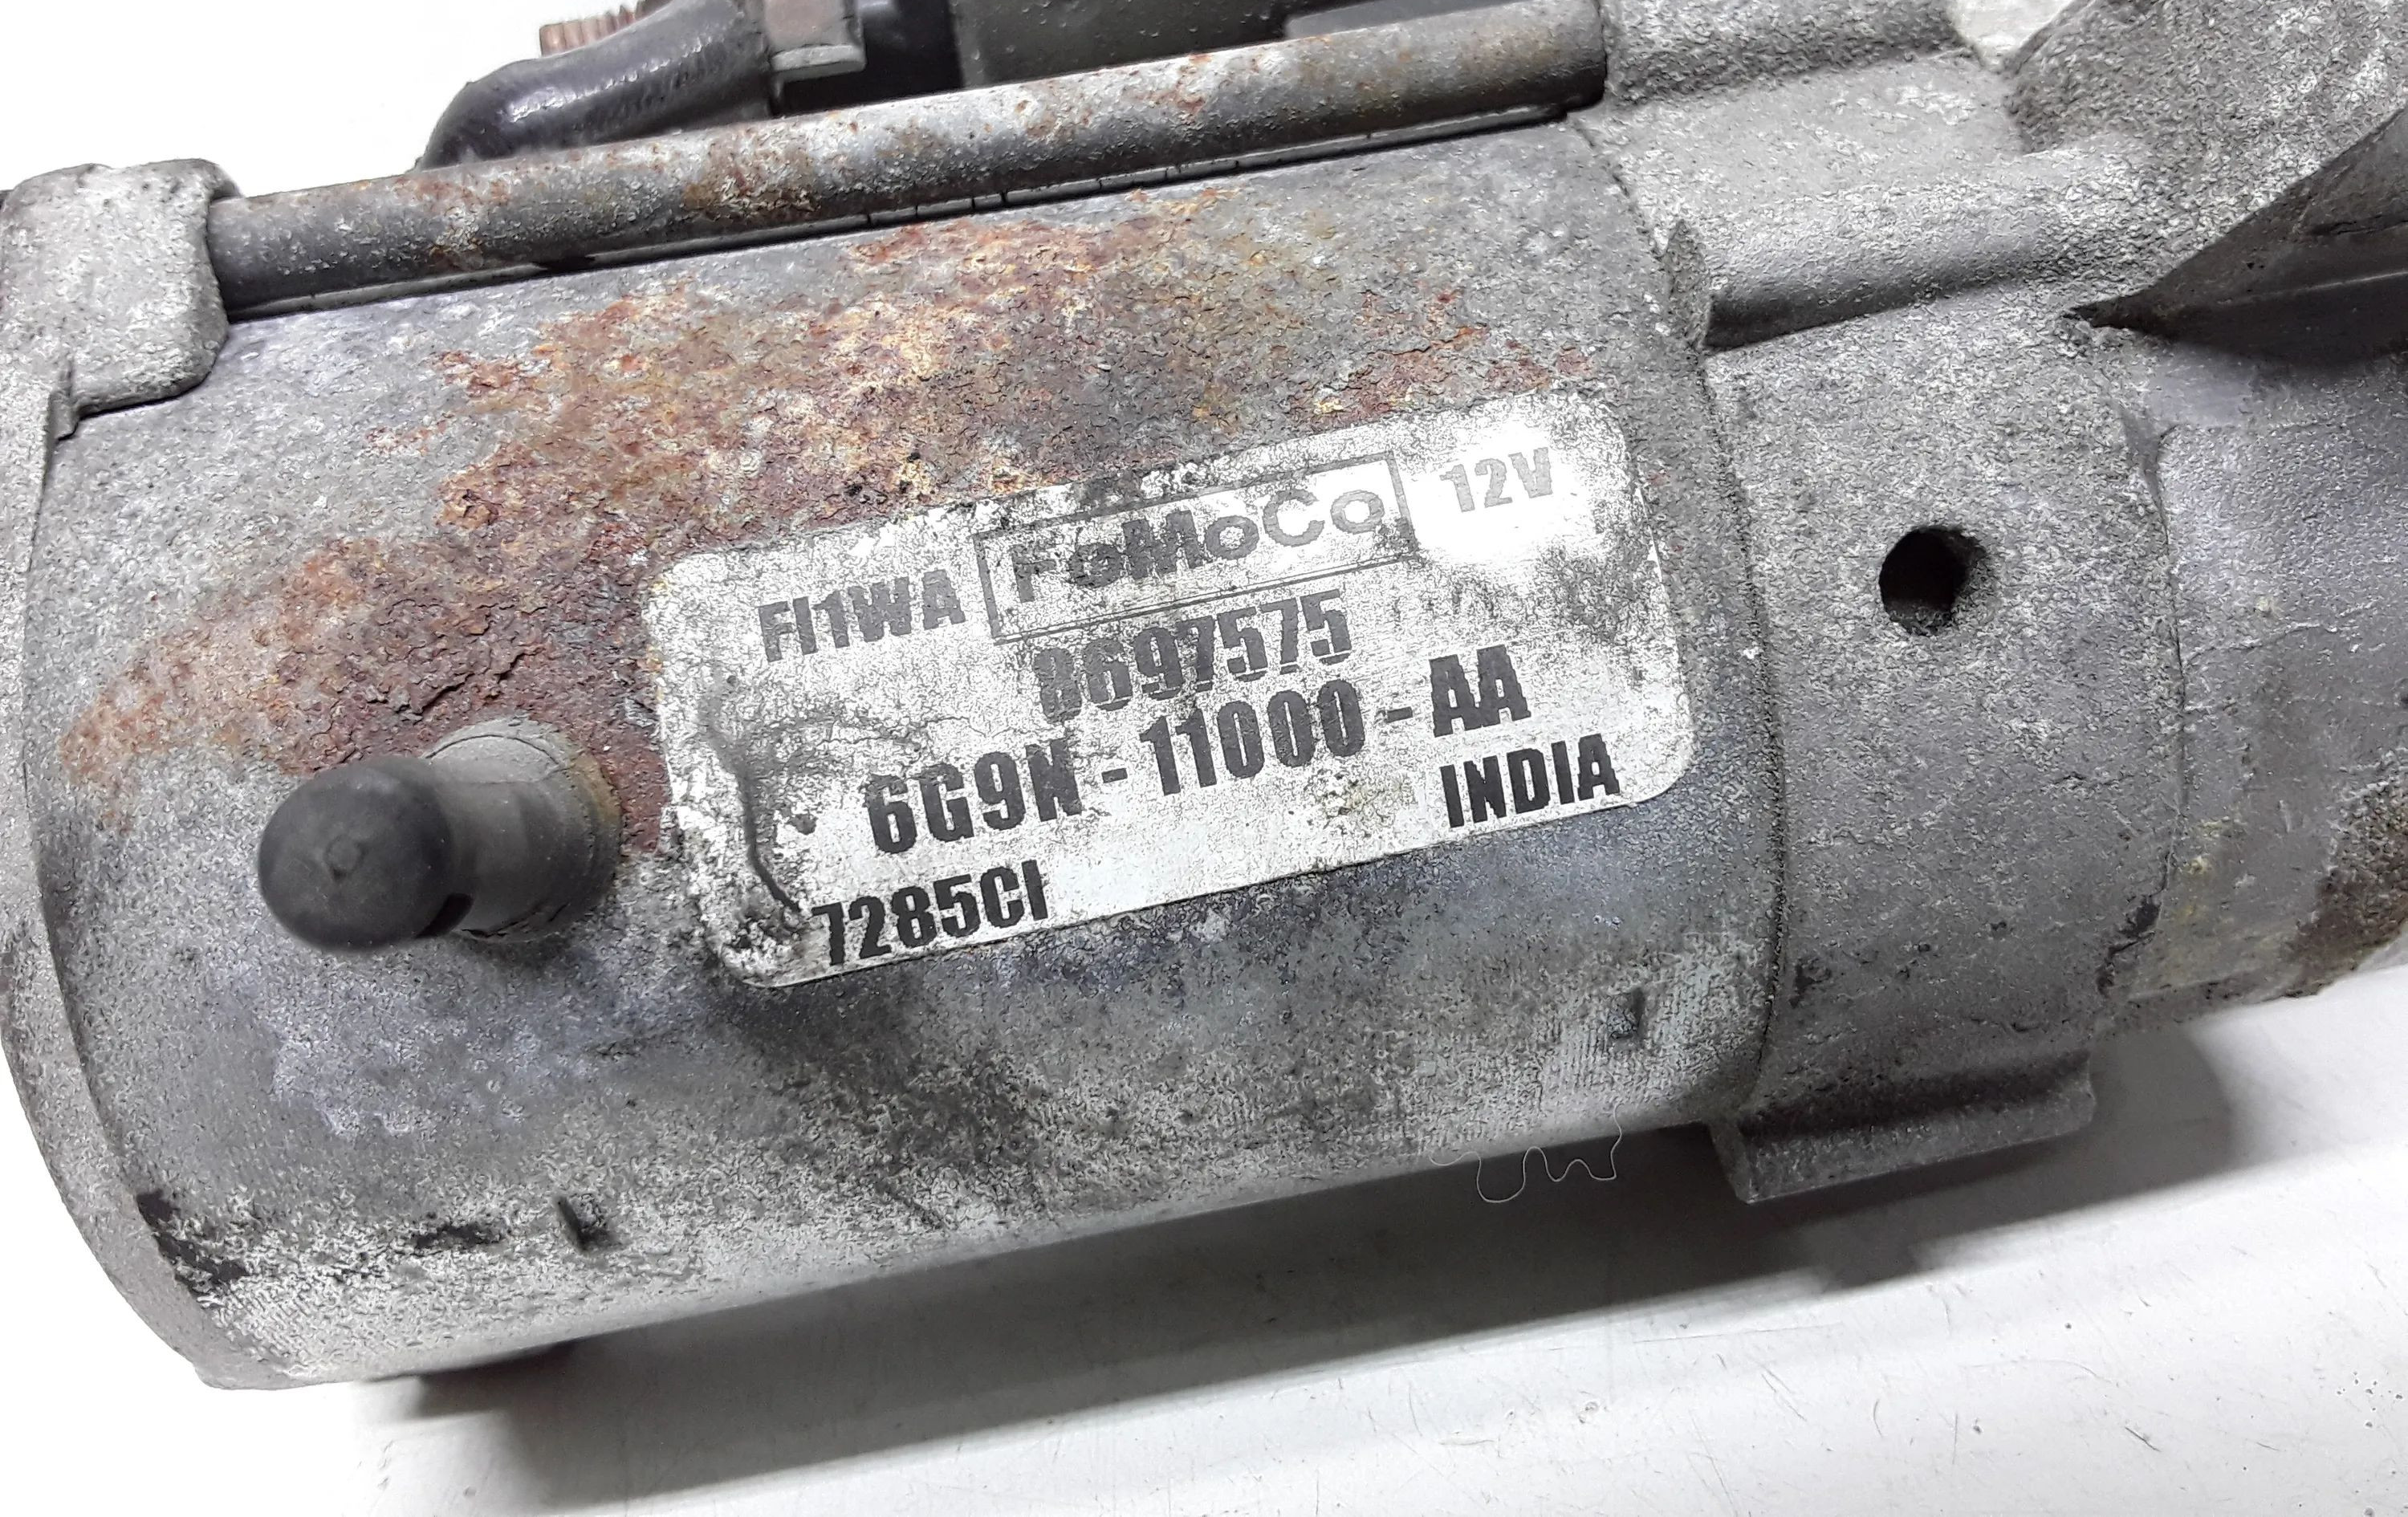 FI1WA FoMoCo 12V
8697575
6G9N-11000-AA
INDIA
7285CI